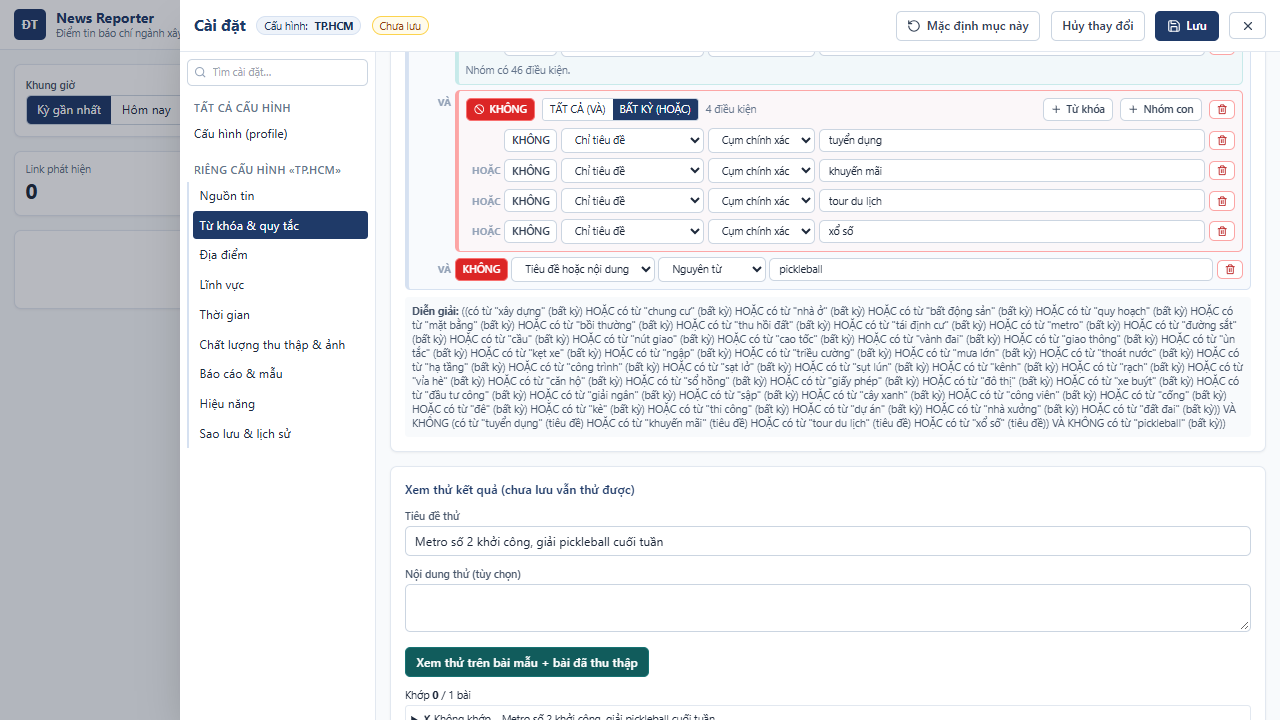 ĐT
News Reporter
Điểm tin báo chí ngành xây
Khung giờ
Kỳ gần nhất
Hôm nay
Link phát hiện
0
Cài đặt
Cấu hình: TP.HCM
Chưa lưu
Mặc định mục này
Hủy thay đổi
Lưu
Tìm cài đặt...
TẤT CẢ CẤU HÌNH
Cấu hình (profile)
RIÊNG CẤU HÌNH «TP.HCM»
Nguồn tin
Từ khóa & quy tắc
Địa điểm
Lĩnh vực
Thời gian
Chất lượng thu thập & ảnh
Báo cáo & mẫu
Hiệu năng
Sao lưu & lịch sử
Nhóm có 46 điều kiện.
VÀ KHÔNG TẤT CẢ (VÀ) BẤT KỲ (HOẶC) 4 điều kiện + Từ khóa + Nhóm con
KHÔNG Chỉ tiêu đề Cụm chính xác tuyển dụng
HOẶC KHÔNG Chỉ tiêu đề Cụm chính xác khuyến mãi
HOẶC KHÔNG Chỉ tiêu đề Cụm chính xác tour du lịch
HOẶC KHÔNG Chỉ tiêu đề Cụm chính xác xổ số
VÀ KHÔNG Tiêu đề hoặc nội dung Nguyên từ pickleball
Diễn giải: ((có từ "xây dựng" (bất kỳ) HOẶC có từ "chung cư" (bất kỳ) HOẶC có từ "nhà ở" (bất kỳ) HOẶC có từ "bất động sản" (bất kỳ) HOẶC có từ "quy hoạch" (bất kỳ) HOẶC có
từ "mặt bằng" (bất kỳ) HOẶC có từ "bồi thường" (bất kỳ) HOẶC có từ "thu hồi đất" (bất kỳ) HOẶC có từ "tái định cư" (bất kỳ) HOẶC có từ "metro" (bất kỳ) HOẶC có từ "đường sắt"
(bất kỳ) HOẶC có từ "cầu" (bất kỳ) HOẶC có từ "nút giao" (bất kỳ) HOẶC có từ "cao tốc" (bất kỳ) HOẶC có từ "vành đai" (bất kỳ) HOẶC có từ "giao thông" (bất kỳ) HOẶC có từ "ùn
tắc" (bất kỳ) HOẶC có từ "kẹt xe" (bất kỳ) HOẶC có từ "ngập" (bất kỳ) HOẶC có từ "triều cường" (bất kỳ) HOẶC có từ "mưa lớn" (bất kỳ) HOẶC có từ "thoát nước" (bất kỳ) HOẶC có
từ "hạ tầng" (bất kỳ) HOẶC có từ "công trình" (bất kỳ) HOẶC có từ "sạt lở" (bất kỳ) HOẶC có từ "sụt lún" (bất kỳ) HOẶC có từ "kênh" (bất kỳ) HOẶC có từ "rạch" (bất kỳ) HOẶC có từ
"vỉa hè" (bất kỳ) HOẶC có từ "căn hộ" (bất kỳ) HOẶC có từ "sổ hồng" (bất kỳ) HOẶC có từ "giấy phép" (bất kỳ) HOẶC có từ "đô thị" (bất kỳ) HOẶC có từ "xe buýt" (bất kỳ) HOẶC có từ
"đầu tư công" (bất kỳ) HOẶC có từ "giải ngân" (bất kỳ) HOẶC có từ "sập" (bất kỳ) HOẶC có từ "cây xanh" (bất kỳ) HOẶC có từ "công viên" (bất kỳ) HOẶC có từ "cống" (bất kỳ)
HOẶC có từ "đê" (bất kỳ) HOẶC có từ "kè" (bất kỳ) HOẶC có từ "thi công" (bất kỳ) HOẶC có từ "dự án" (bất kỳ) HOẶC có từ "nhà xưởng" (bất kỳ) HOẶC có từ "đất đai" (bất kỳ)) VÀ
KHÔNG (có từ "tuyển dụng" (tiêu đề) HOẶC có từ "khuyến mãi" (tiêu đề) HOẶC có từ "tour du lịch" (tiêu đề) HOẶC có từ "xổ số" (tiêu đề)) VÀ KHÔNG có từ "pickleball" (bất kỳ))
Xem thử kết quả (chưa lưu vẫn thử được)
Tiêu đề thử
Metro số 2 khởi công, giải pickleball cuối tuần
Nội dung thử (tùy chọn)
Xem thử trên bài mẫu + bài đã thu thập
Khớp 0 / 1 bài
▶ ✗ Không khớp Metro số 2 khởi công, giải pickleball cuối tuần